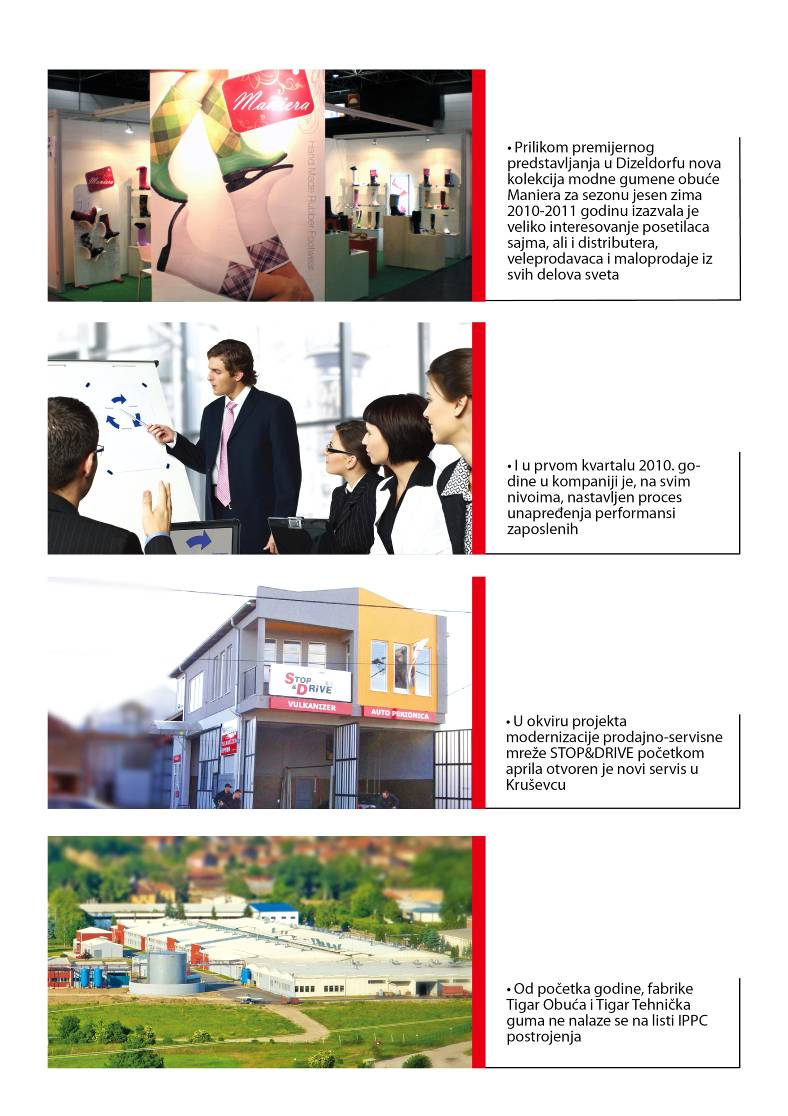 Maniera
Hand Made Rubber Footwear
Maniera
• Prilikom premijernog
predstavljanja u Dizeldorfu nova
kolekcija modne gumene obuće
Maniera za sezonu jesen zima
2010-2011 godinu izazvala je
veliko interesovanje posetilaca
sajma, ali i distributera,
veleprodavaca i maloprodaje iz
svih delova sveta
• I u prvom kvartalu 2010. go-
dine u kompaniji je, na svim
nivoima, nastavljen proces
unapređenja performansi
zaposlenih
STOP
&DRiVE
VULKANIZER
AUTO PERIONICA
• U okviru projekta
modernizacije prodajno-servisne
mreže STOP&DRIVE početkom
aprila otvoren je novi servis u
Kruševcu
• Od početka godine, fabrike
Tigar Obuća i Tigar Tehnička
guma ne nalaze se na listi IPPC
postrojenja